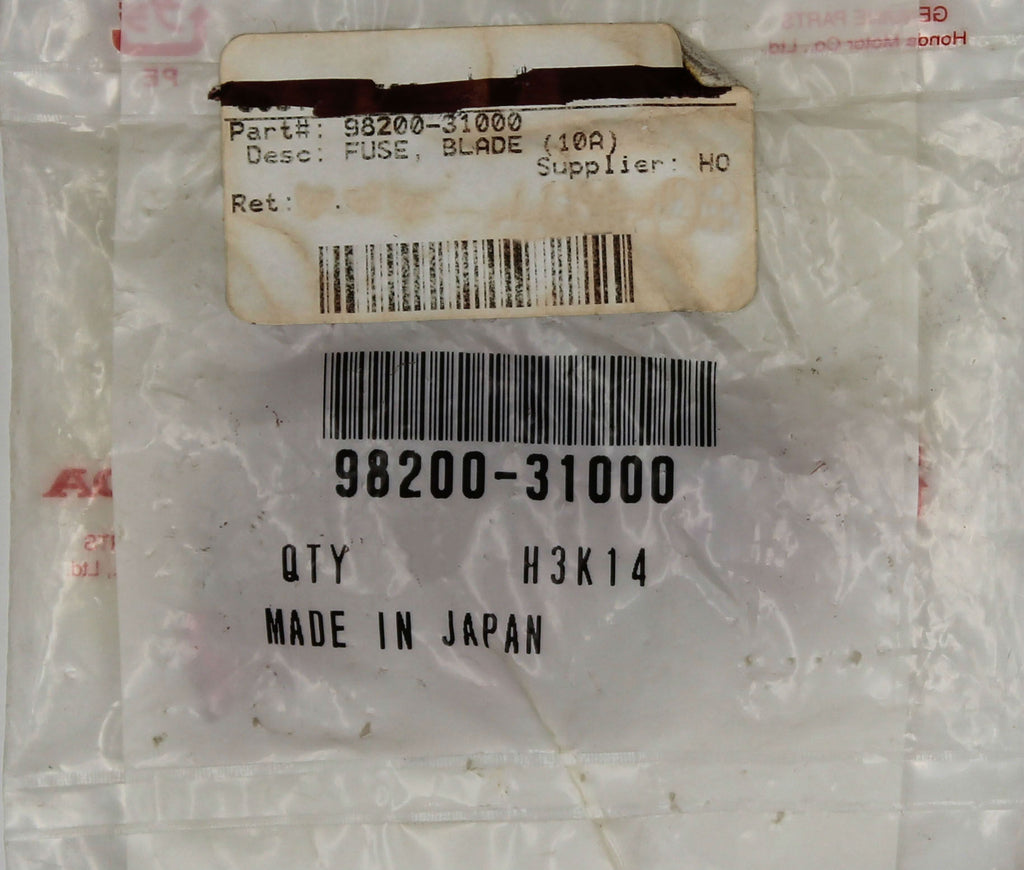 GENUINE PARTS
Honda Motor Co., Ltd.
PE
Part#: 98200-31000
Desc: FUSE, BLADE (10A)
Supplier: HO
Ret:
98200-31000
QTY H3K14
MADE IN JAPAN